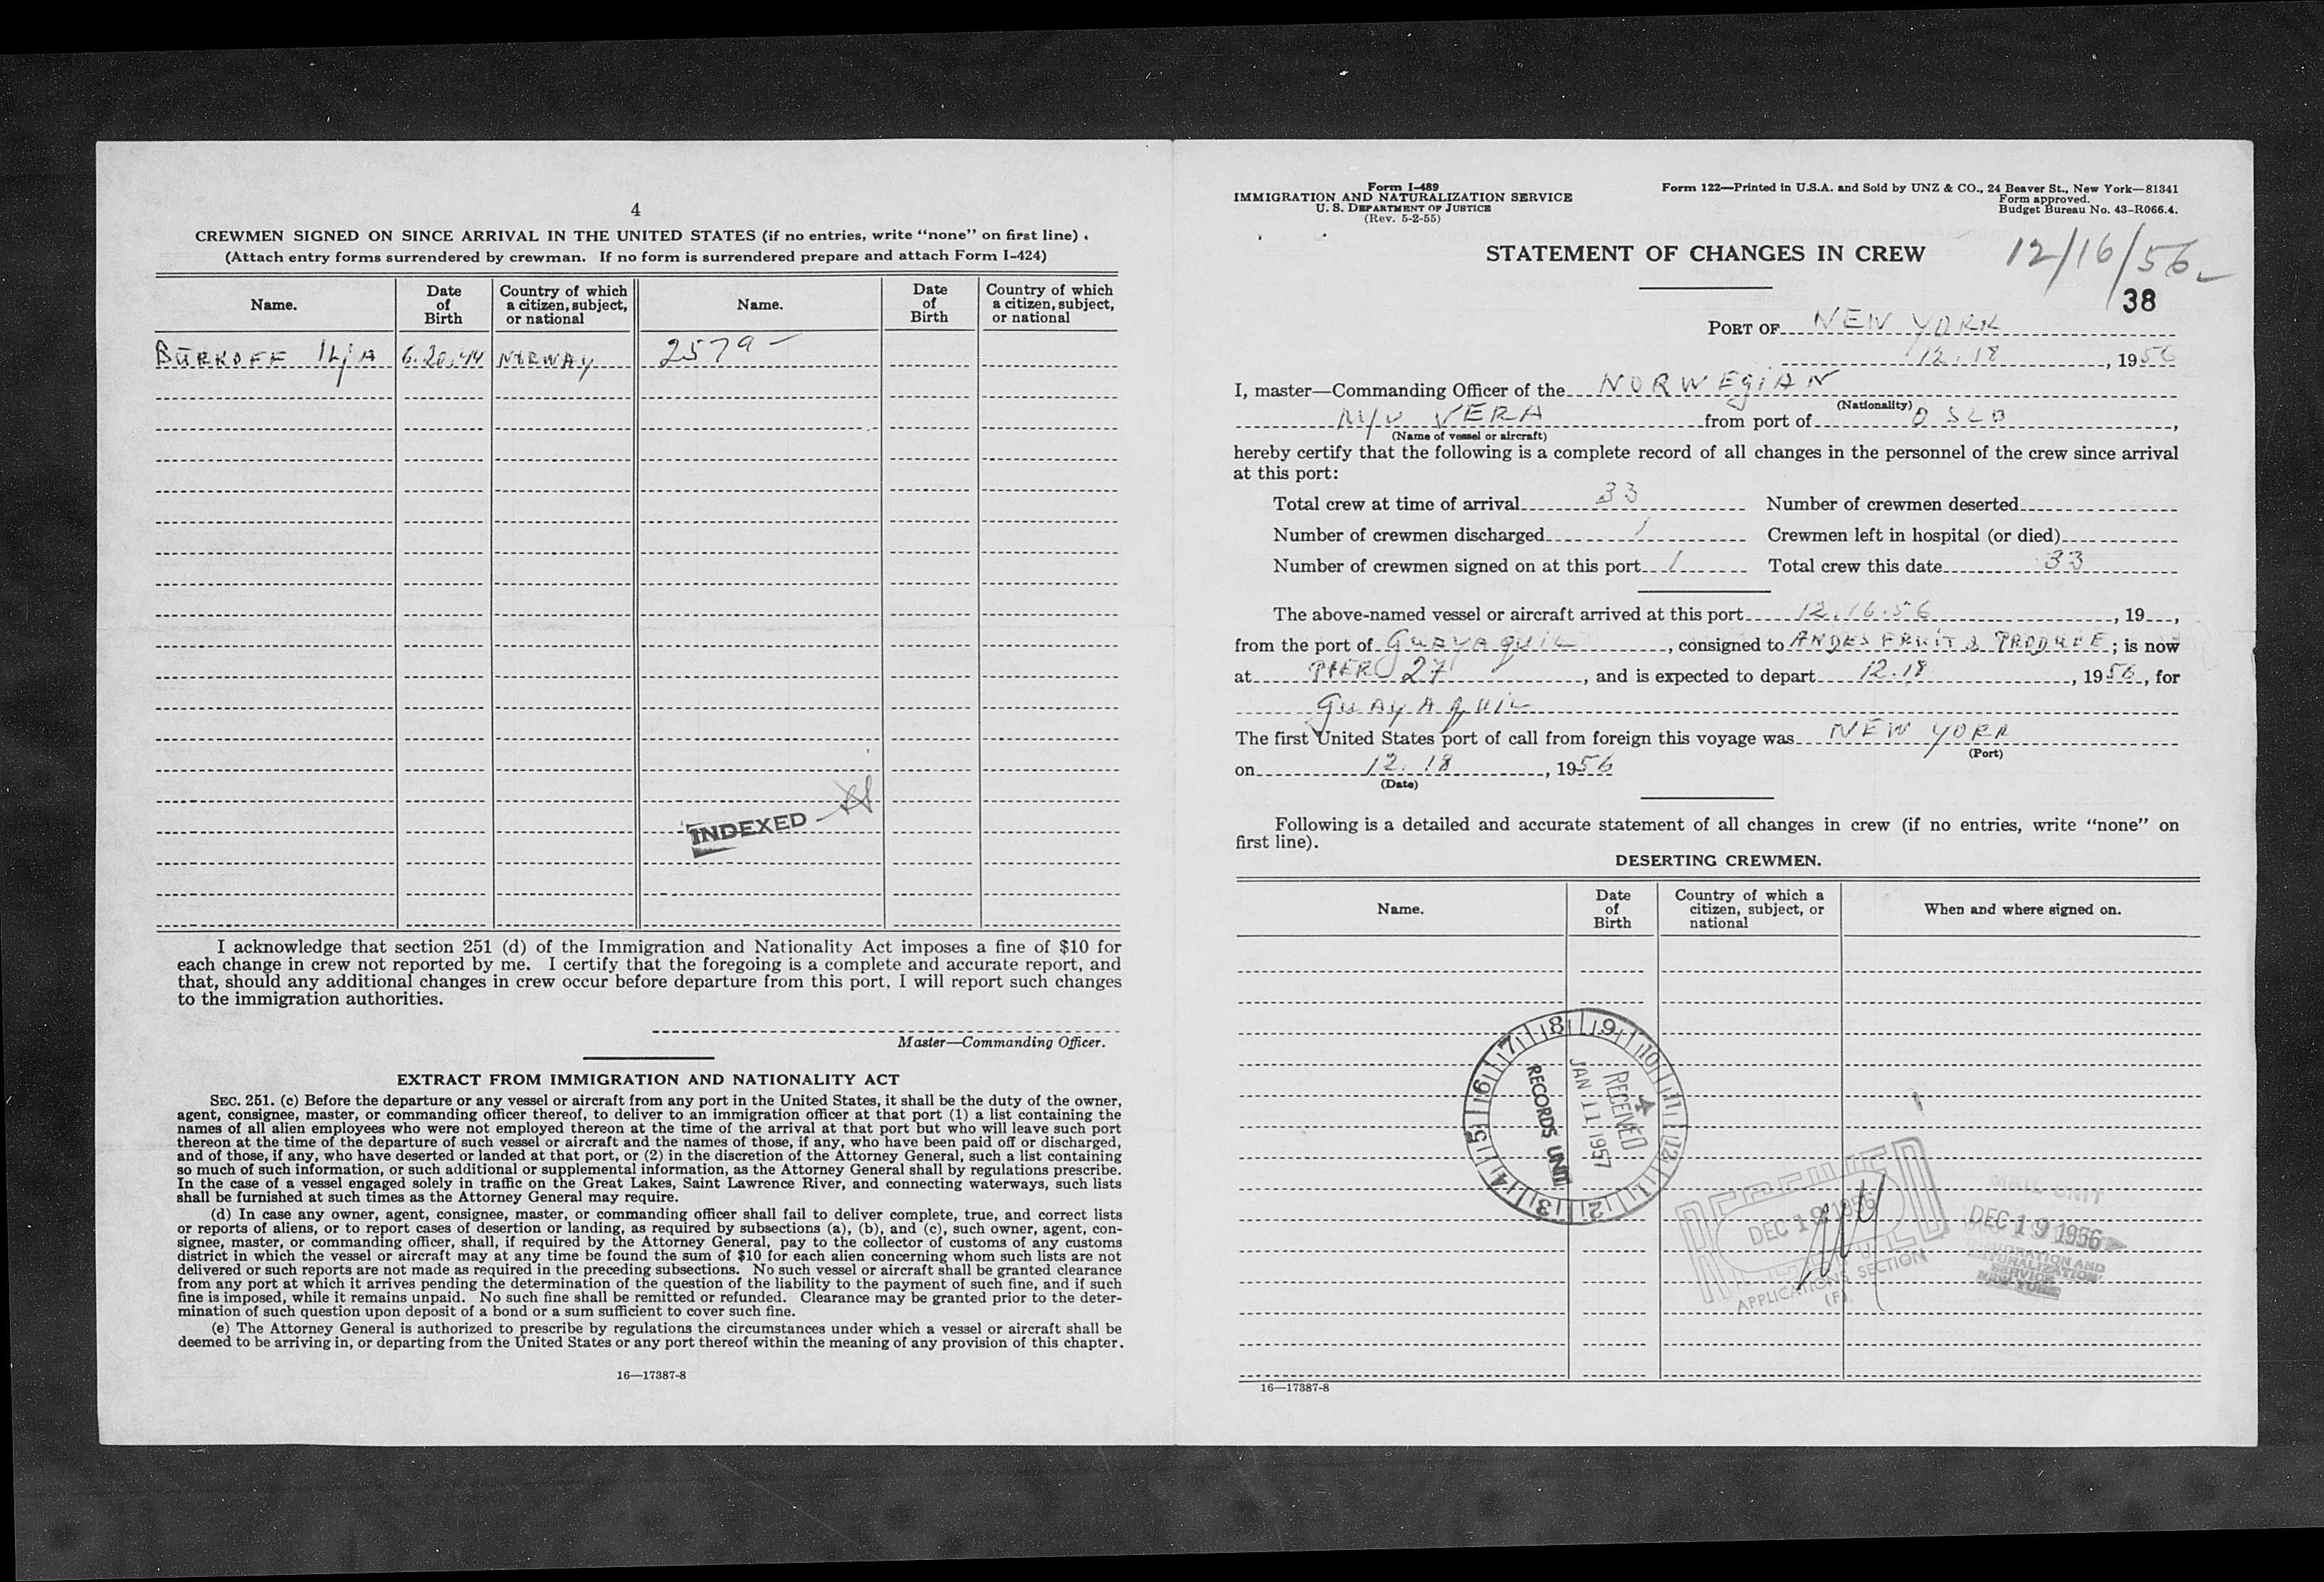 4
CREWMEN SIGNED ON SINCE ARRIVAL IN THE UNITED STATES (if no entries, write “none” on first line).
(Attach entry forms surrendered by crewman. If no form is surrendered prepare and attach Form I-424)
Name. Date of Birth Country of which a citizen, subject, or national Name. Date of Birth Country of which a citizen, subject, or national
BURKOFF ILjA 6.20.44 NORWAY 2579 –
INDEXED
I acknowledge that section 251 (d) of the Immigration and Nationality Act imposes a fine of $10 for
each change in crew not reported by me. I certify that the foregoing is a complete and accurate report, and
that, should any additional changes in crew occur before departure from this port, I will report such changes
to the immigration authorities.
Master—Commanding Officer.
EXTRACT FROM IMMIGRATION AND NATIONALITY ACT
SEC. 251. (c) Before the departure or any vessel or aircraft from any port in the United States, it shall be the duty of the owner,
agent, consignee, master, or commanding officer thereof, to deliver to an immigration officer at that port (1) a list containing the
names of all alien employees who were not employed thereon at the time of the arrival at that port but who will leave such port
thereon at the time of the departure of such vessel or aircraft and the names of those, if any, who have been paid off or discharged,
and of those, if any, who have deserted or landed at that port, or (2) in the discretion of the Attorney General, such a list containing
so much of such information, or such additional or supplemental information, as the Attorney General shall by regulations prescribe.
In the case of a vessel engaged solely in traffic on the Great Lakes, Saint Lawrence River, and connecting waterways, such lists
shall be furnished at such times as the Attorney General may require.
(d) In case any owner, agent, consignee, master, or commanding officer shall fail to deliver complete, true, and correct lists
or reports of aliens, or to report cases of desertion or landing, as required by subsections (a), (b), and (c), such owner, agent, con-
signee, master, or commanding officer, shall, if required by the Attorney General, pay to the collector of customs of any customs
district in which the vessel or aircraft may at any time be found the sum of $10 for each alien concerning whom such lists are not
delivered or such reports are not made as required in the preceding subsections. No such vessel or aircraft shall be granted clearance
from any port at which it arrives pending the determination of the question of the liability to the payment of such fine, and if such
fine is imposed, while it remains unpaid. No such fine shall be remitted or refunded. Clearance may be granted prior to the deter-
mination of such question upon deposit of a bond or a sum sufficient to cover such fine.
(e) The Attorney General is authorized to prescribe by regulations the circumstances under which a vessel or aircraft shall be
deemed to be arriving in, or departing from the United States or any port thereof within the meaning of any provision of this chapter.
16—17387-8
Form I-489
IMMIGRATION AND NATURALIZATION SERVICE
U. S. DEPARTMENT OF JUSTICE
(Rev. 5-2-55)
Form 122—Printed in U.S.A. and Sold by UNZ & CO., 24 Beaver St., New York—81341
Form approved.
Budget Bureau No. 43-R066.4.
STATEMENT OF CHANGES IN CREW
12/16/56
38
PORT OF NEW YORK
12.18, 1956
I, master—Commanding Officer of the NORWEgiAN
(Nationality)
M/V VERA from port of OSLO,
(Name of vessel or aircraft)
hereby certify that the following is a complete record of all changes in the personnel of the crew since arrival
at this port:
Total crew at time of arrival 33 Number of crewmen deserted
Number of crewmen discharged 1 Crewmen left in hospital (or died)
Number of crewmen signed on at this port 1 Total crew this date 33
The above-named vessel or aircraft arrived at this port 12.16.56, 19 ,
from the port of GUAYAQUIL, consigned to ANDES FRUIT & PRODUCE; is now
at PIER 27, and is expected to depart 12.18, 1956, for
GUAYAQUIL
The first United States port of call from foreign this voyage was NEW YORK
(Port)
on 12.18, 1956
(Date)
Following is a detailed and accurate statement of all changes in crew (if no entries, write “none” on
first line).
DESERTING CREWMEN.
Name. Date of Birth Country of which a citizen, subject, or national When and where signed on.
8 9 10 11 12 1 2 3 4 5 6 7
RECEIVED
JAN 11 1957
RECORDS UNIT
RECEIVED
DEC 19 1956
APPLICATIONS SECTION
(F)
MAIL UNIT
DEC 19 1956
IMMIGRATION AND
NATURALIZATION
SERVICE
NEW YORK
16—17387-8